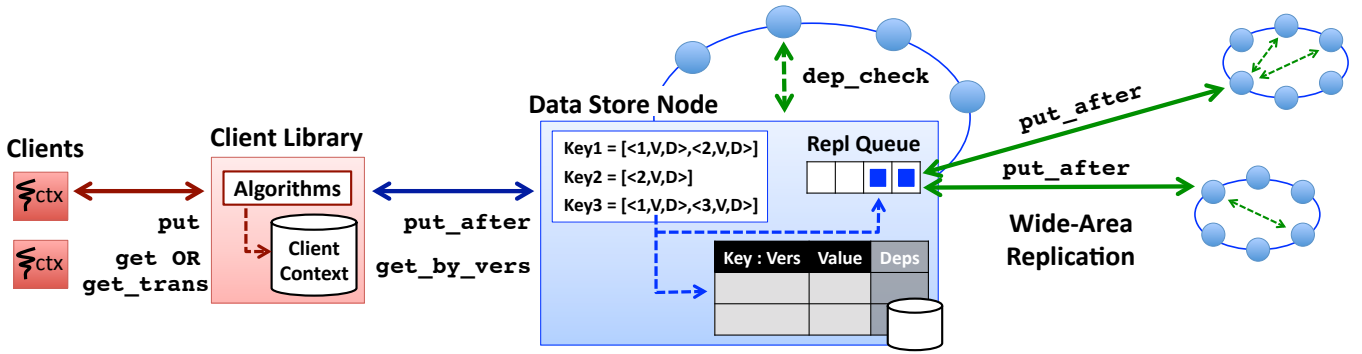 Clients
ctx
ctx
put
get OR
get_trans
Client Library
Algorithms
Client
Context
put_after
get_by_vers
Data Store Node
Key1 = [<1,V,D>,<2,V,D>]
Key2 = [<2,V,D>]
Key3 = [<1,V,D>,<3,V,D>]
dep_check
Repl Queue
Key : Vers Value Deps
put_after
put_after
Wide-Area
Replication